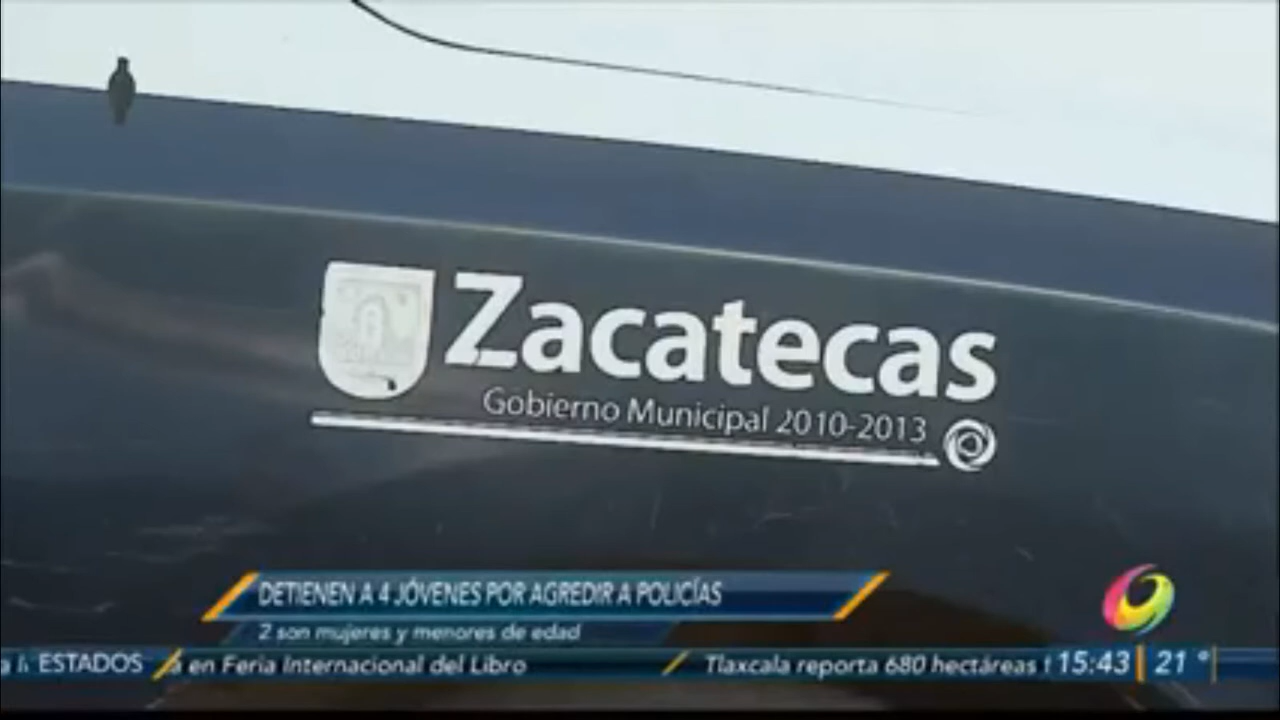 Zacatecas
Gobierno Municipal 2010-2013
DETIENEN A 4 JÓVENES POR AGREDIR A POLICÍAS
2 son mujeres y menores de edad
ESTADOS en Feria Internacional del Libro Tlaxcala reporta 680 hectáreas 15:43 21 °